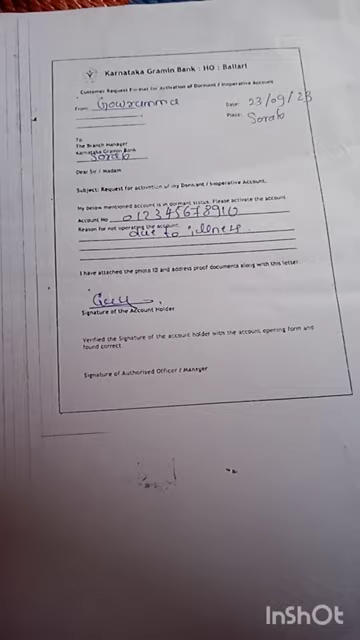 Karnataka Gramin Bank : HO : Ballari
Customer Request Format for Activation of Dormant / Inoperative Account
From: Gowramma
Date: 23/09/23
Place: Sorab
To
The Branch Manager
Karnataka Gramin Bank
Sorab
Dear Sir / Madam
Subject: Request for activation of my Dormant / Inoperative Account.
My below mentioned account is in dormant status. Please activate the account.
Account No 012345678910
Reason for not operating the account:
due to illness.
I have attached the photo ID and address proof documents along with this letter.
Signature of the Account Holder
Verified the Signature of the account holder with the account opening form and
found correct.
Signature of Authorised Officer / Manager
InShOt